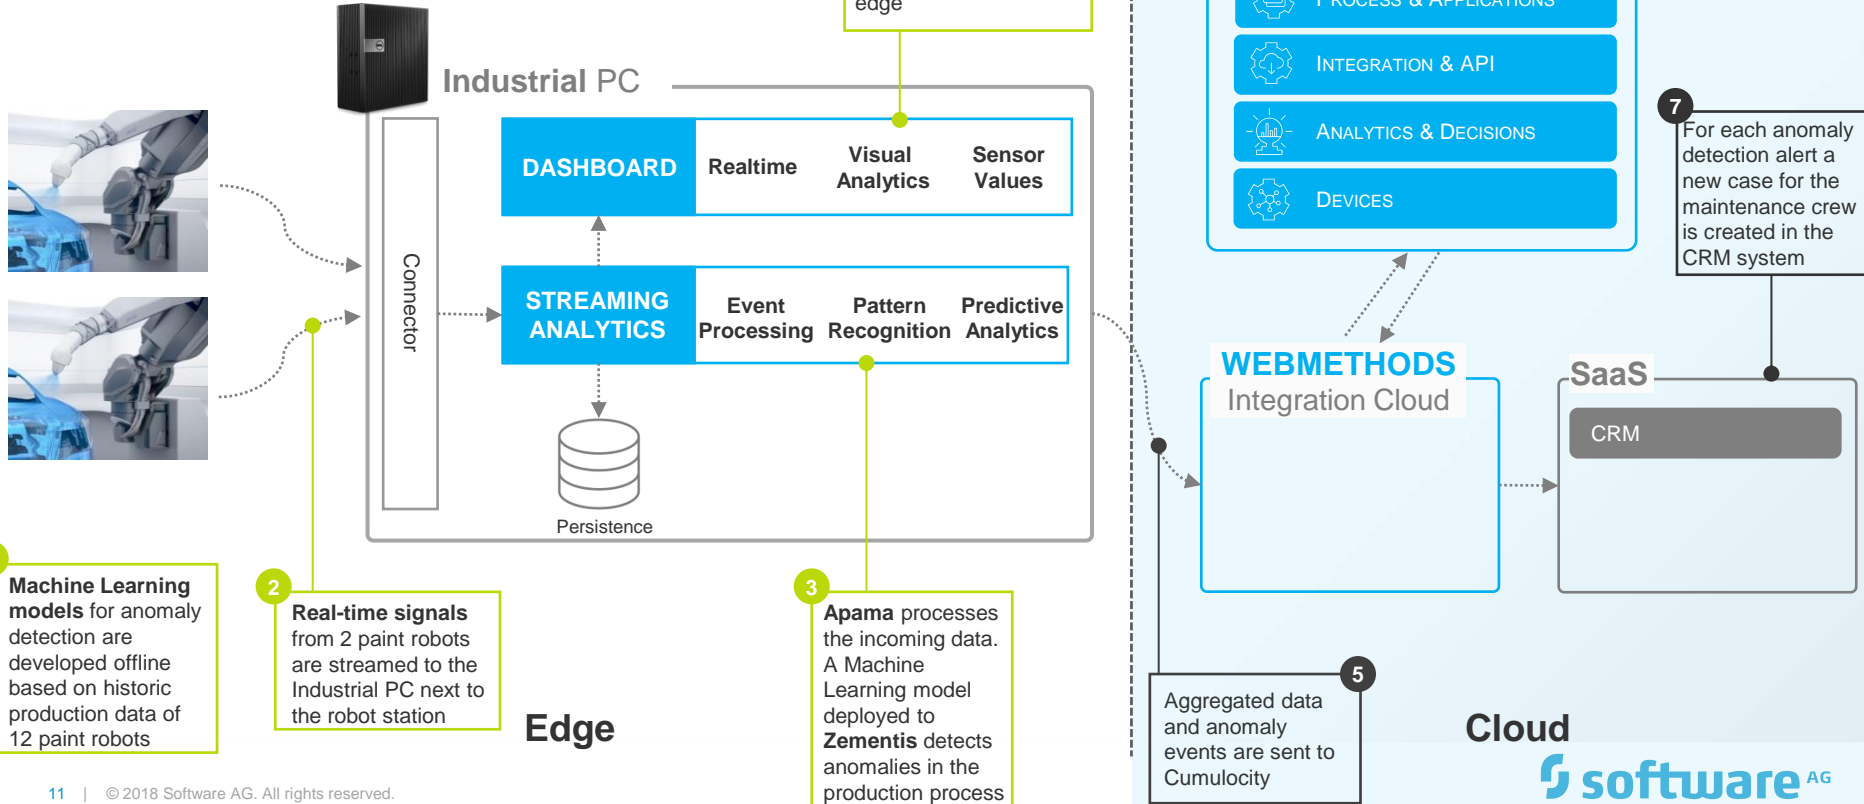 edge
PROCESS & APPLICATIONS
Industrial PC
INTEGRATION & API
7
For each anomaly
detection alert a
new case for the
maintenance crew
is created in the
CRM system
ANALYTICS & DECISIONS
DEVICES
DASHBOARD
Realtime
Visual
Analytics
Sensor
Values
Connector
STREAMING
ANALYTICS
Event
Processing
Pattern
Recognition
Predictive
Analytics
Persistence
WEBMETHODS
Integration Cloud
SaaS
CRM
Machine Learning
models for anomaly
detection are
developed offline
based on historic
production data of
12 paint robots
2
Real-time signals
from 2 paint robots
are streamed to the
Industrial PC next to
the robot station
Edge
3
Apama processes
the incoming data.
A Machine
Learning model
deployed to
Zementis detects
anomalies in the
production process
5
Aggregated data
and anomaly
events are sent to
Cumulocity
Cloud
software AG
11 | © 2018 Software AG. All rights reserved.